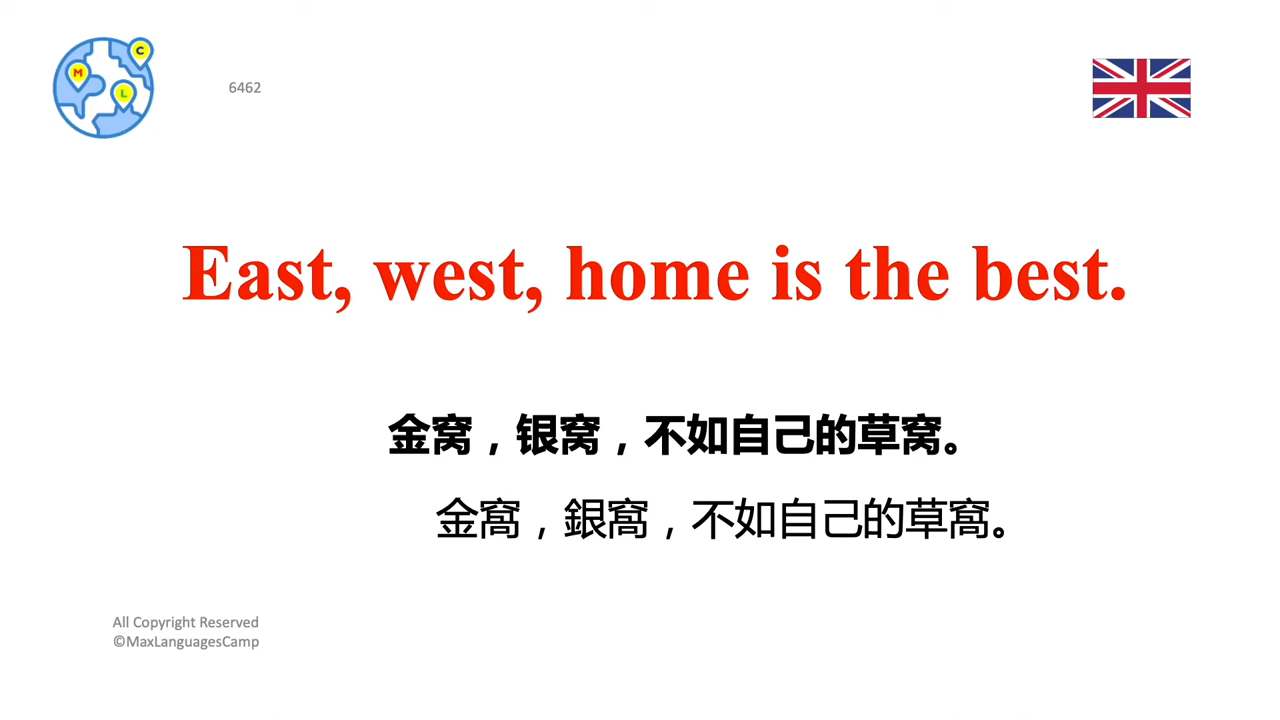 C
M
L
6462
East, west, home is the best.
金窝，银窝，不如自己的草窝。
金窩，銀窩，不如自己的草窩。
All Copyright Reserved
©MaxLanguagesCamp